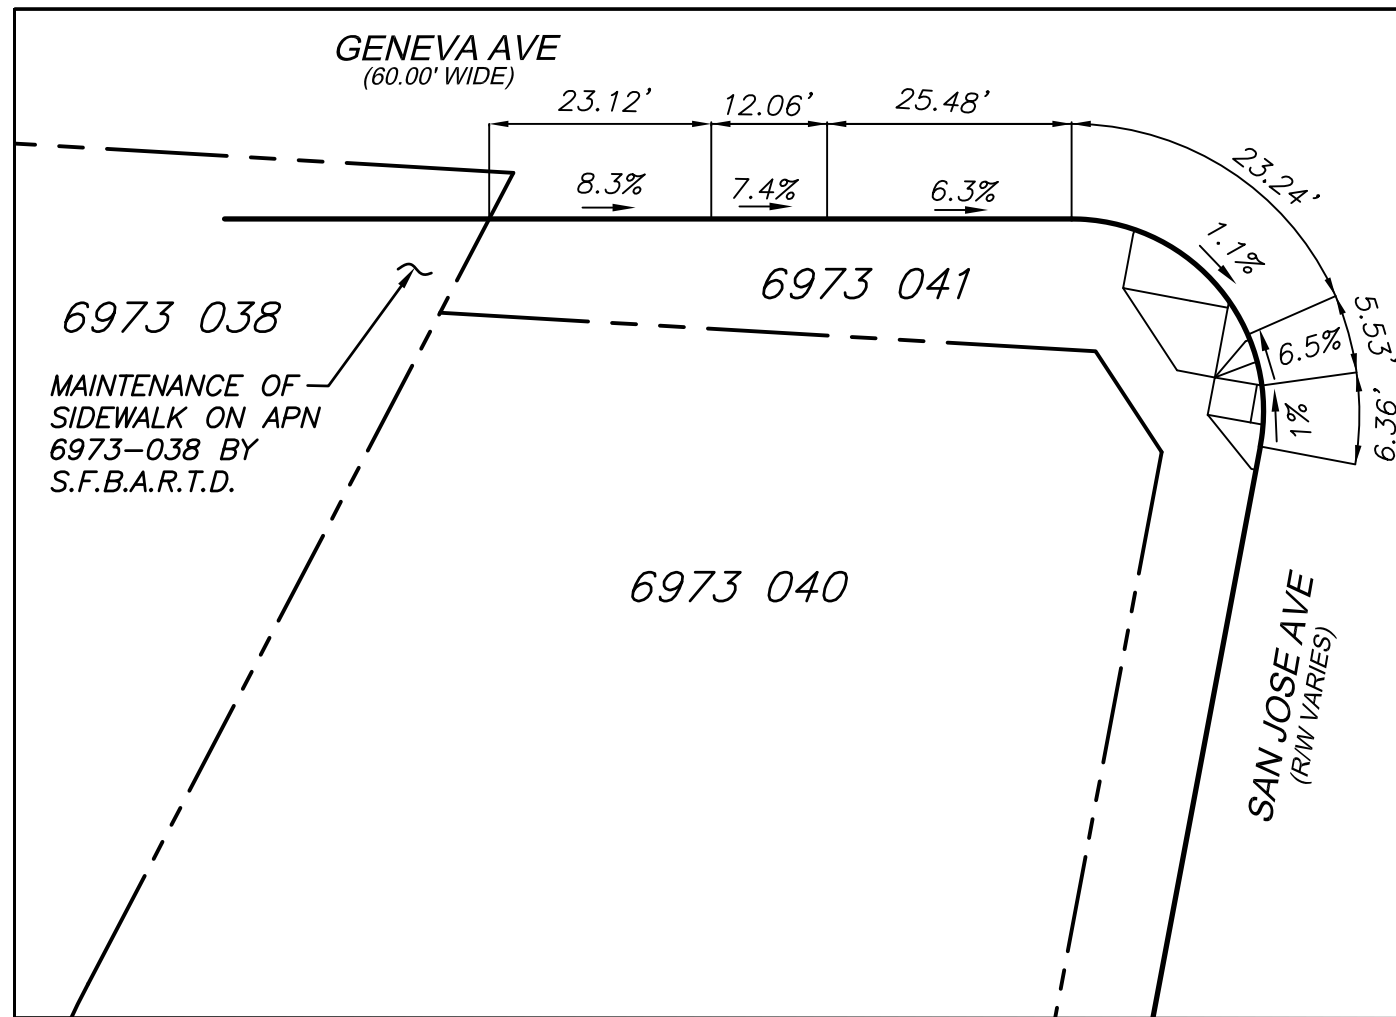 GENEVA AVE
(60.00' WIDE)
23.12'
12.06'
25.48'
23.24'
8.3%
7.4%
6.3%
1.1%
6973 041
6973 038
5.53'
6.5%
6.36'
1%
MAINTENANCE OF
SIDEWALK ON APN
6973-038 BY
S.F.B.A.R.T.D.
6973 040
SAN JOSE AVE
(R/W VARIES)